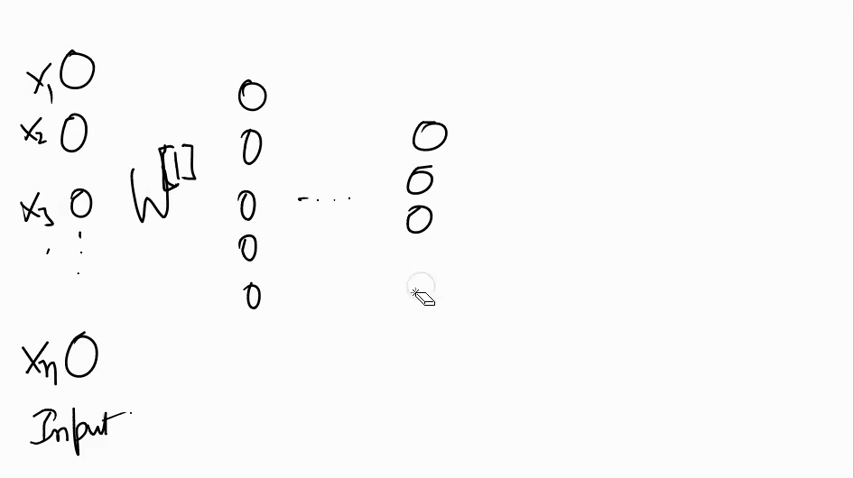 x₁
x₂
x₃ W^[1]
xₙ
Input